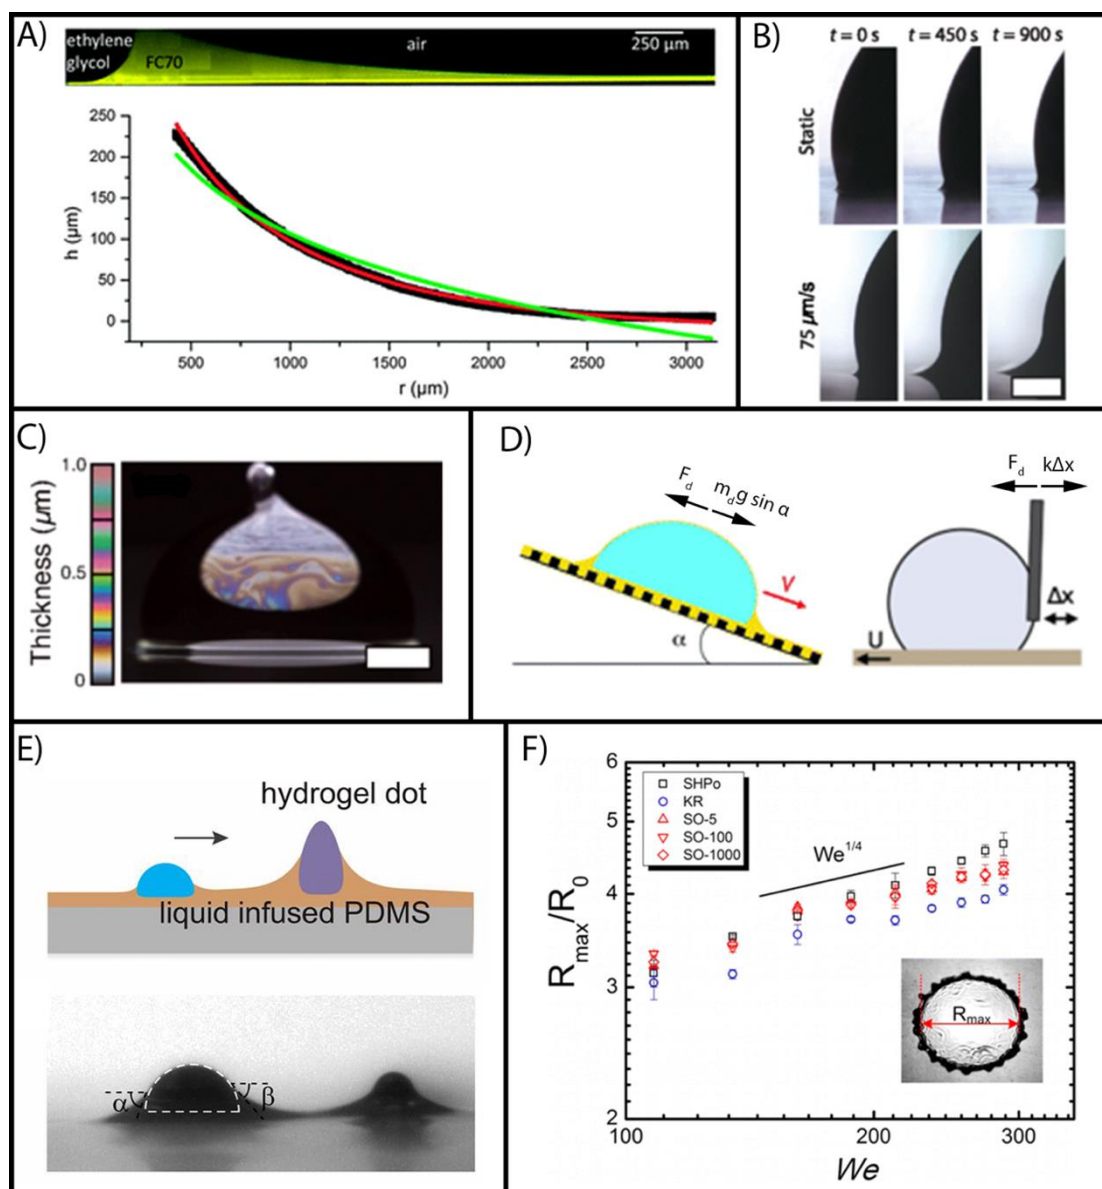 A)
ethylene
glycol
FC70
air
250 µm
250
200
150
100
50
0
h (µm)
500
1000
1500
2000
2500
3000
r (µm)
B)
t = 0 s
t = 450 s
t = 900 s
Static
75 µm/s
C)
Thickness (µm)
1.0
0.5
0
D)
F_d
m_d g sin α
V
α
F_d
kΔx
Δx
U
E)
hydrogel dot
liquid infused PDMS
α
β
F)
6
5
4
3
2
R_max/R_0
SHPo
KR
SO-5
SO-100
SO-1000
We^1/4
R_max
100
200
300
We